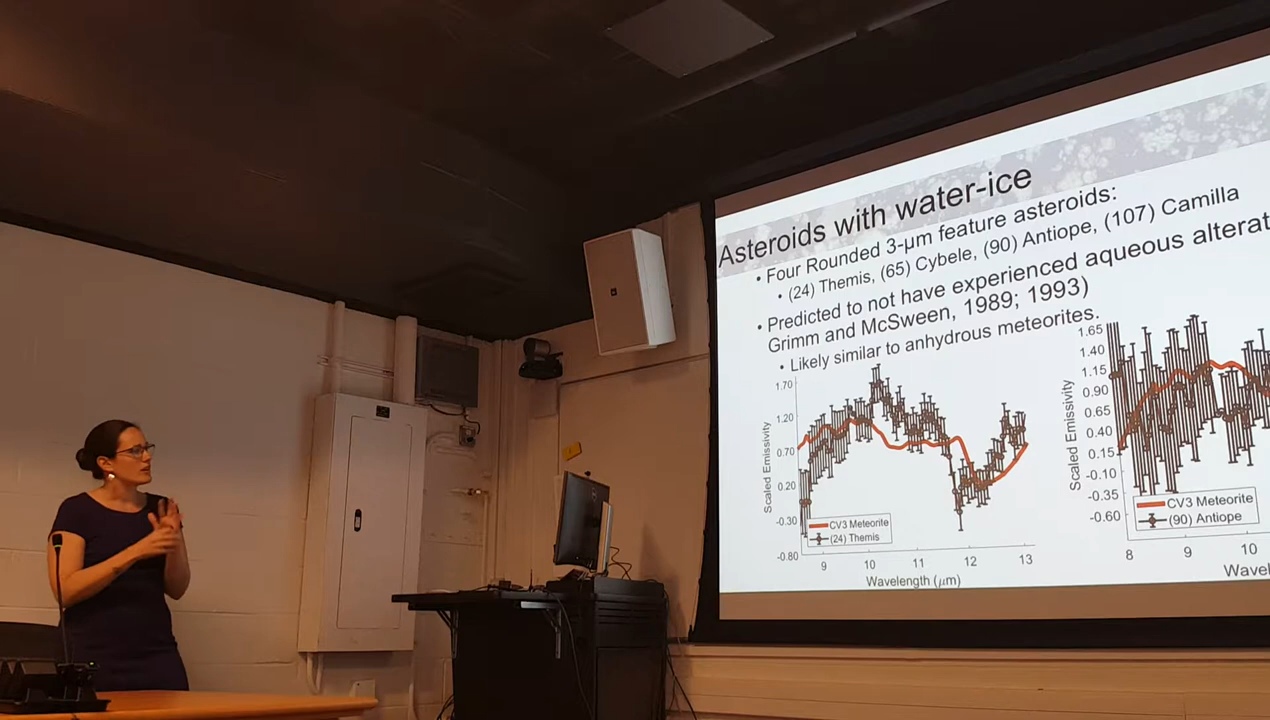 Asteroids with water-ice
• Four Rounded 3-μm feature asteroids:
• (24) Themis, (65) Cybele, (90) Antiope, (107) Camilla
• Predicted to not have experienced aqueous alterat
Grimm and McSween, 1989; 1993)
• Likely similar to anhydrous meteorites.
Scaled Emissivity
1.70
1.20
0.70
0.20
-0.30
-0.80
CV3 Meteorite
(24) Themis
9 10 11 12 13
Wavelength (μm)
Scaled Emissivity
1.65
1.40
1.15
0.90
0.65
0.40
0.15
-0.10
-0.35
-0.60
CV3 Meteorite
(90) Antiope
8 9 10
Wavel